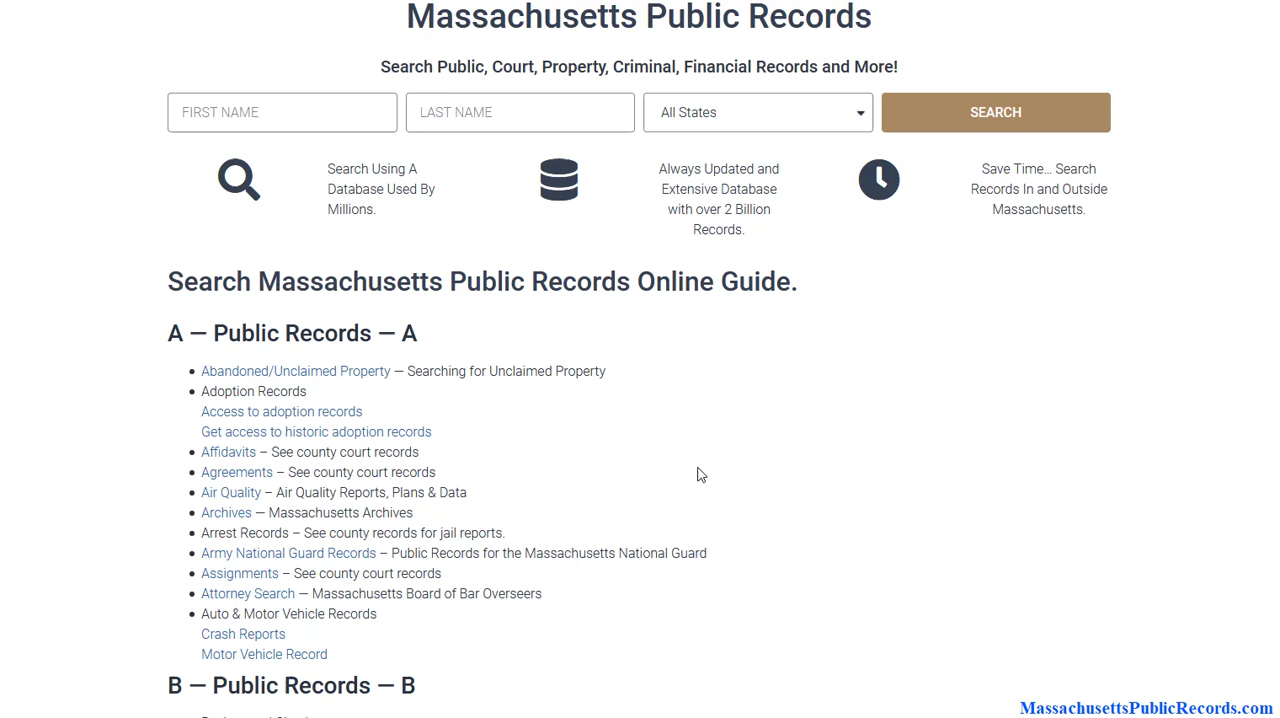 Massachusetts Public Records
Search Public, Court, Property, Criminal, Financial Records and More!
FIRST NAME
LAST NAME
All States
SEARCH
Search Using A
Database Used By
Millions.
Always Updated and
Extensive Database
with over 2 Billion
Records.
Save Time... Search
Records In and Outside
Massachusetts.
Search Massachusetts Public Records Online Guide.
A — Public Records — A
Abandoned/Unclaimed Property — Searching for Unclaimed Property
Adoption Records
Access to adoption records
Get access to historic adoption records
Affidavits – See county court records
Agreements – See county court records
Air Quality – Air Quality Reports, Plans & Data
Archives — Massachusetts Archives
Arrest Records – See county records for jail reports.
Army National Guard Records – Public Records for the Massachusetts National Guard
Assignments – See county court records
Attorney Search — Massachusetts Board of Bar Overseers
Auto & Motor Vehicle Records
Crash Reports
Motor Vehicle Record
B — Public Records — B
MassachusettsPublicRecords.com